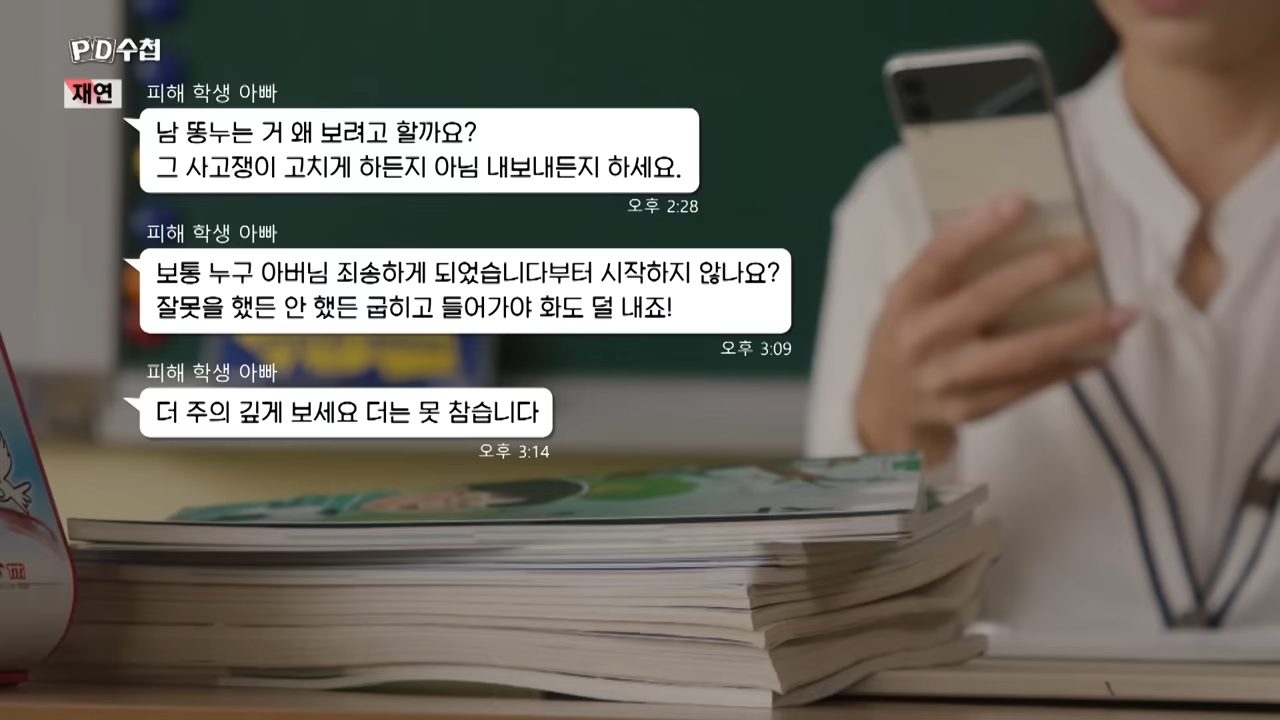 PD수첩
재연
피해 학생 아빠
남 똥누는 거 왜 보려고 할까요?
그 사고쟁이 고치게 하든지 아님 내보내든지 하세요.
오후 2:28
피해 학생 아빠
보통 누구 아버님 죄송하게 되었습니다부터 시작하지 않나요?
잘못을 했든 안 했든 굽히고 들어가야 화도 덜 내죠!
오후 3:09
피해 학생 아빠
더 주의 깊게 보세요 더는 못 참습니다
오후 3:14